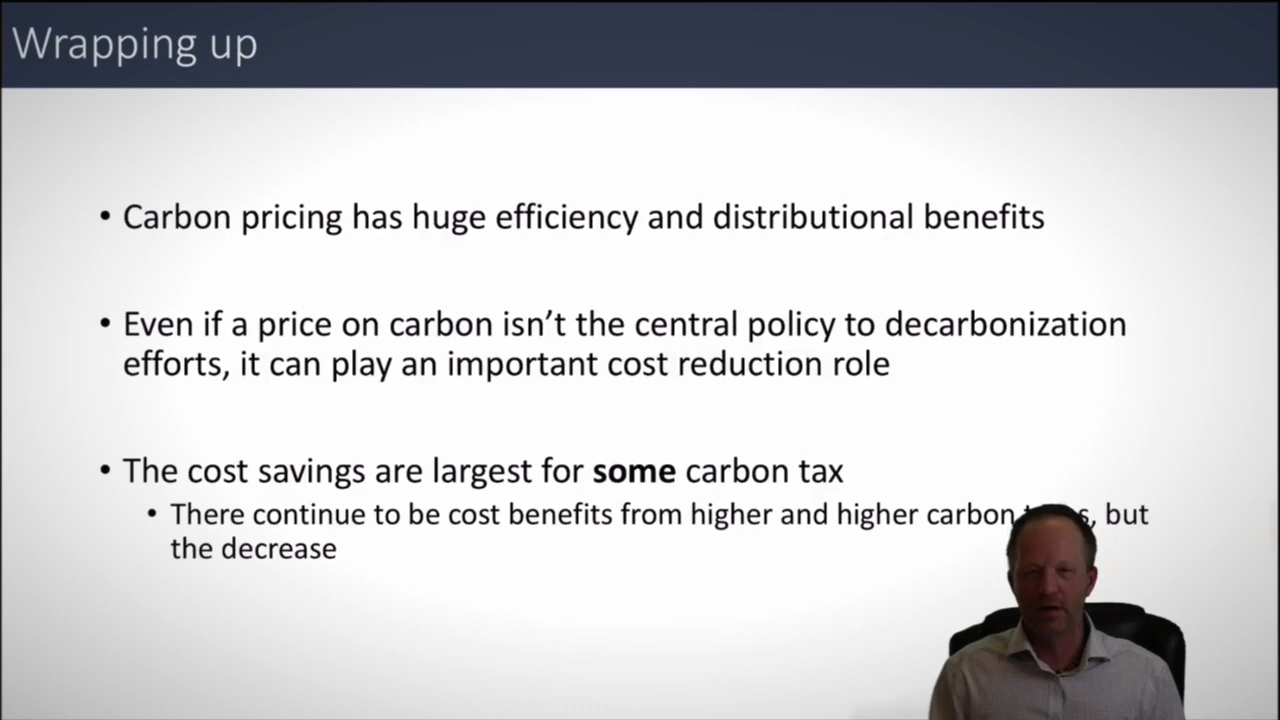 Wrapping up
• Carbon pricing has huge efficiency and distributional benefits
• Even if a price on carbon isn’t the central policy to decarbonization
efforts, it can play an important cost reduction role
• The cost savings are largest for some carbon tax
• There continue to be cost benefits from higher and higher carbon , but
the decrease